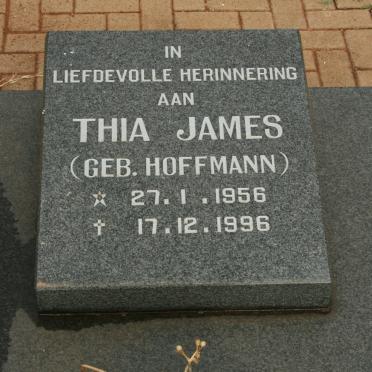 IN
LIEFDEVOLLE HERINNERING
AAN
THIA JAMES
(GEB. HOFFMANN)
☆ 27.1.1956
✝ 17.12.1996